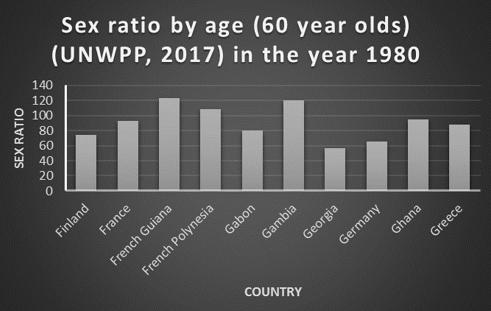 Sex ratio by age (60 year olds)
(UNWPP, 2017) in the year 1980
SEX RATIO
140
120
100
80
60
40
20
0
Finland
France
French Guiana
French Polynesia
Gabon
Gambia
Georgia
Germany
Ghana
Greece
COUNTRY